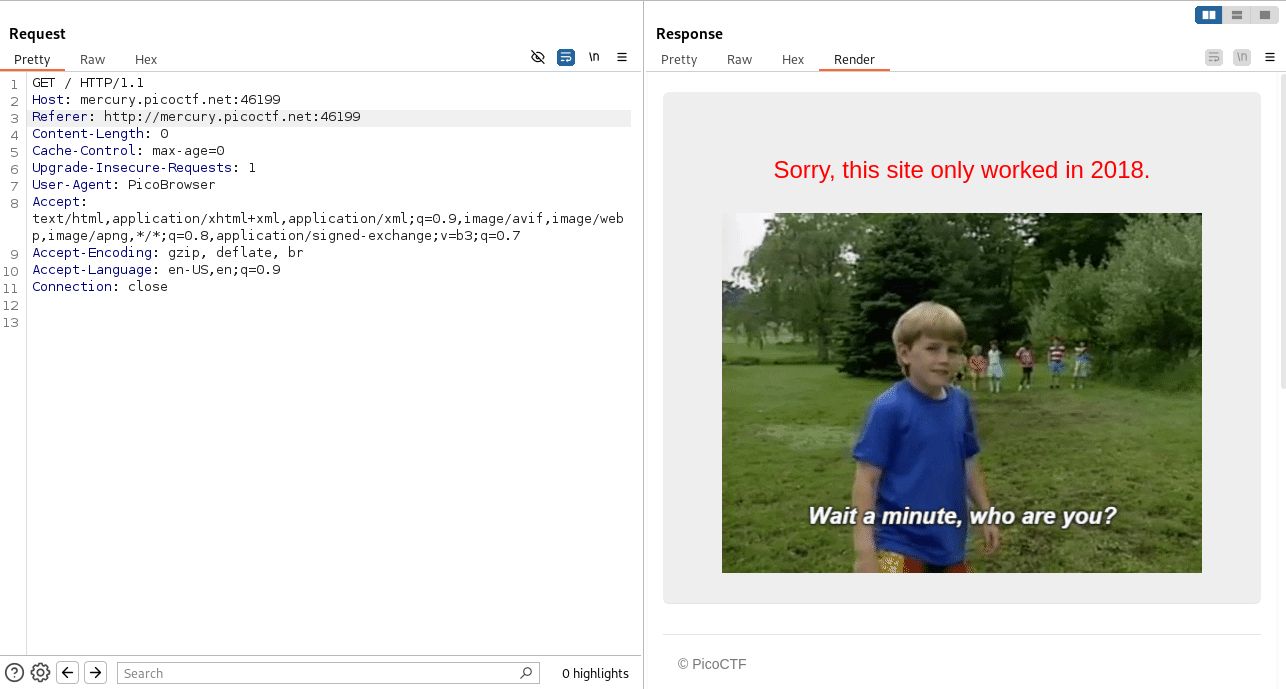 Request
Pretty Raw Hex \n
1 GET / HTTP/1.1
2 Host: mercury.picoctf.net:46199
3 Referer: http://mercury.picoctf.net:46199
4 Content-Length: 0
5 Cache-Control: max-age=0
6 Upgrade-Insecure-Requests: 1
7 User-Agent: PicoBrowser
8 Accept:
text/html,application/xhtml+xml,application/xml;q=0.9,image/avif,image/web
p,image/apng,*/*;q=0.8,application/signed-exchange;v=b3;q=0.7
9 Accept-Encoding: gzip, deflate, br
10 Accept-Language: en-US,en;q=0.9
11 Connection: close
12
13
? Search 0 highlights
Response
Pretty Raw Hex Render \n
Sorry, this site only worked in 2018.
Wait a minute, who are you?
© PicoCTF